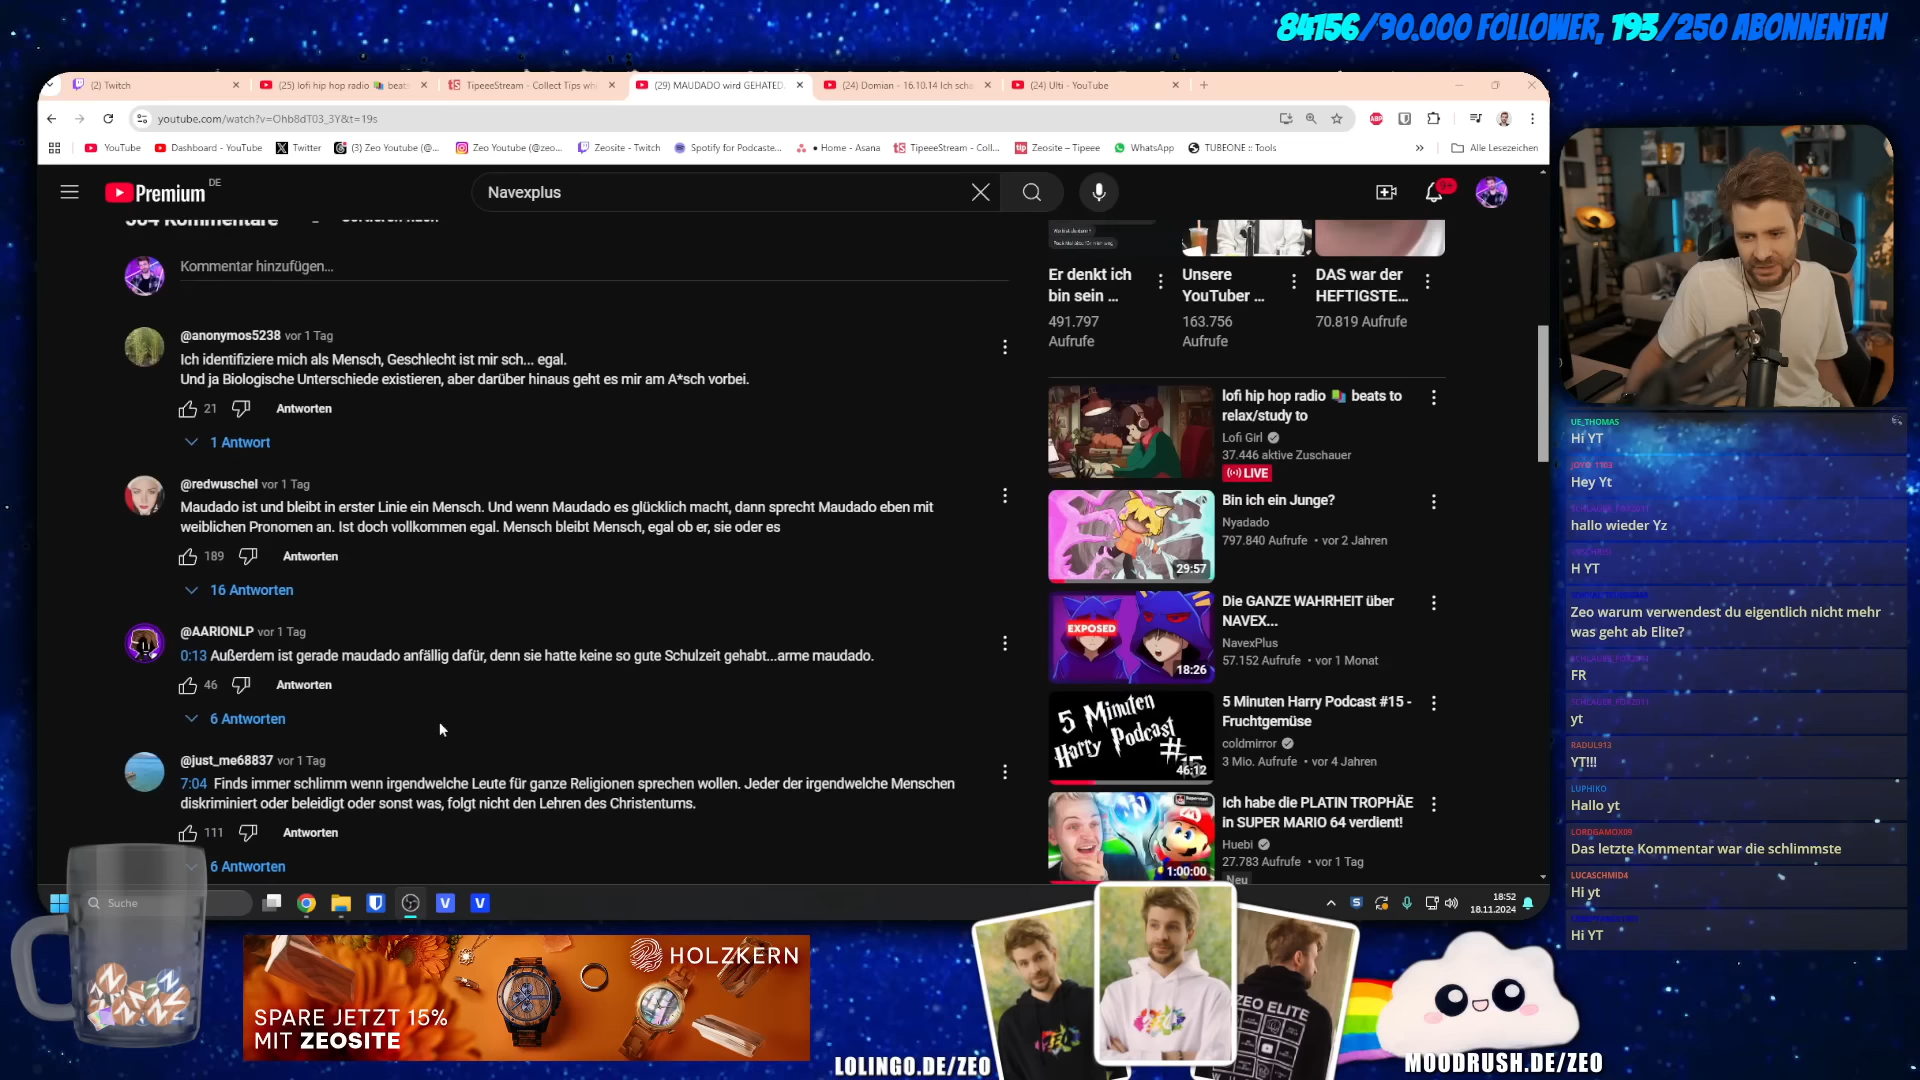 84156/90.000 FOLLOWER, 193/250 ABONNENTEN
(2) Twitch
(25) lofi hip hop radio 📚 beats
TipeeeStream - Collect Tips whi
(29) MAUDADO wird GEHATED.
(24) Domian - 16.10.14 Ich scha
(24) Ulti - YouTube
youtube.com/watch?v=Ohb8dT03_3Y&t=19s
YouTube
Dashboard - YouTube
Twitter
(3) Zeo Youtube (@...
Zeo Youtube (@zeo...
Zeosite - Twitch
Spotify for Podcaste...
• Home - Asana
TipeeeStream - Coll...
Zeosite – Tipeee
WhatsApp
TUBEONE :: Tools
»
Alle Lesezeichen
Premium DE
Navexplus
9+
Kommentar hinzufügen...
@anonymos5238 vor 1 Tag
Ich identifiziere mich als Mensch, Geschlecht ist mir sch... egal.
Und ja Biologische Unterschiede existieren, aber darüber hinaus geht es mir am A*sch vorbei.
21 Antworten
1 Antwort
@redwuschel vor 1 Tag
Maudado ist und bleibt in erster Linie ein Mensch. Und wenn Maudado es glücklich macht, dann sprecht Maudado eben mit
weiblichen Pronomen an. Ist doch vollkommen egal. Mensch bleibt Mensch, egal ob er, sie oder es
189 Antworten
16 Antworten
@AARIONLP vor 1 Tag
0:13 Außerdem ist gerade maudado anfällig dafür, denn sie hatte keine so gute Schulzeit gehabt...arme maudado.
46 Antworten
6 Antworten
@just_me68837 vor 1 Tag
7:04 Finds immer schlimm wenn irgendwelche Leute für ganze Religionen sprechen wollen. Jeder der irgendwelche Menschen
diskriminiert oder beleidigt oder sonst was, folgt nicht den Lehren des Christentums.
111 Antworten
6 Antworten
Er denkt ich
bin sein ...
491.797
Aufrufe
Unsere
YouTuber ...
163.756
Aufrufe
DAS war der
HEFTIGSTE...
70.819 Aufrufe
lofi hip hop radio 📚 beats to
relax/study to
Lofi Girl
37.446 aktive Zuschauer
LIVE
29:57
Bin ich ein Junge?
Nyadado
797.840 Aufrufe • vor 2 Jahren
EXPOSED
18:26
Die GANZE WAHRHEIT über
NAVEX...
NavexPlus
57.152 Aufrufe • vor 1 Monat
5 Minuten
Harry Podcast
#15
46:12
5 Minuten Harry Podcast #15 -
Fruchtgemüse
coldmirror
3 Mio. Aufrufe • vor 4 Jahren
1:00:00
Ich habe die PLATIN TROPHÄE
in SUPER MARIO 64 verdient!
Huebi
27.783 Aufrufe • vor 1 Tag
Neu
UE_THOMAS
Hi YT
JOYO_1103
Hey Yt
hallo wieder Yz
H YT
Zeo warum verwendest du eigentlich nicht mehr
was geht ab Elite?
FR
yt
RADUL913
YT!!!
LUPHIKO
Hallo yt
LORDGAMOX09
Das letzte Kommentar war die schlimmste
LUCASCHMID4
Hi yt
Hi YT
Suche
18:52
18.11.2024
HOLZKERN
SPARE JETZT 15%
MIT ZEOSITE
ZEO ELITE
LOLINGO.DE/ZEO
MOODRUSH.DE/ZEO